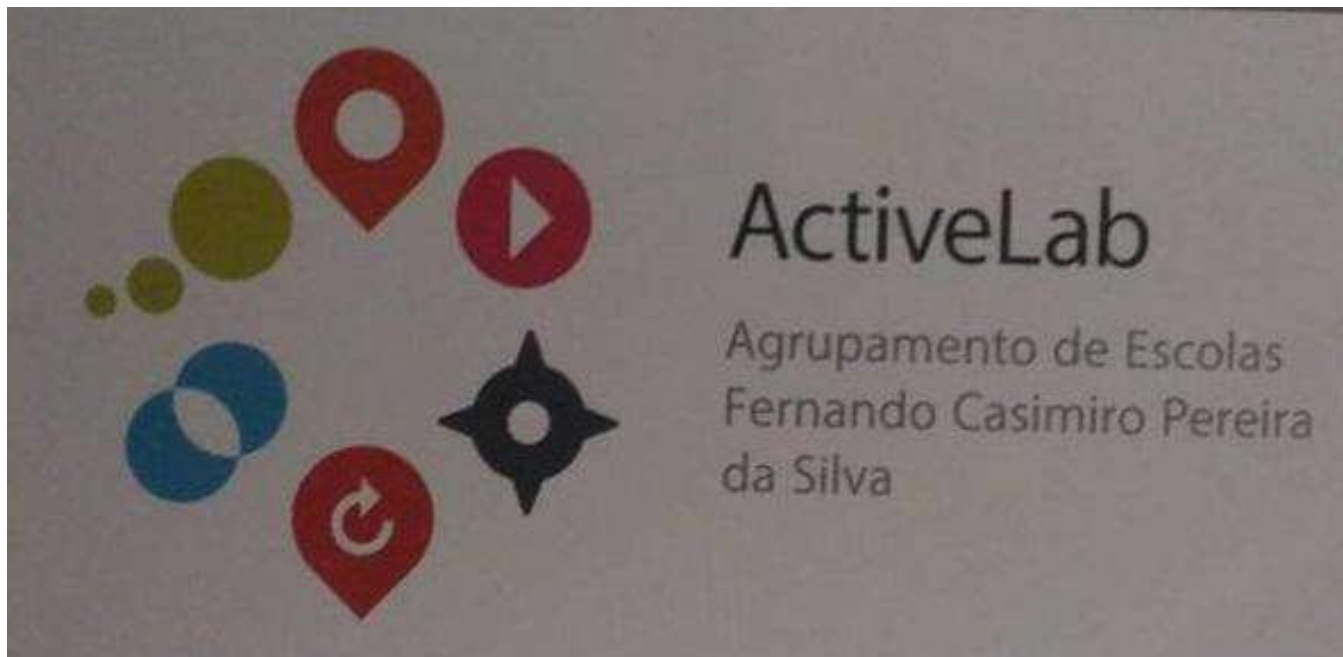 ActiveLab
Agrupamento de Escolas
Fernando Casimiro Pereira
da Silva